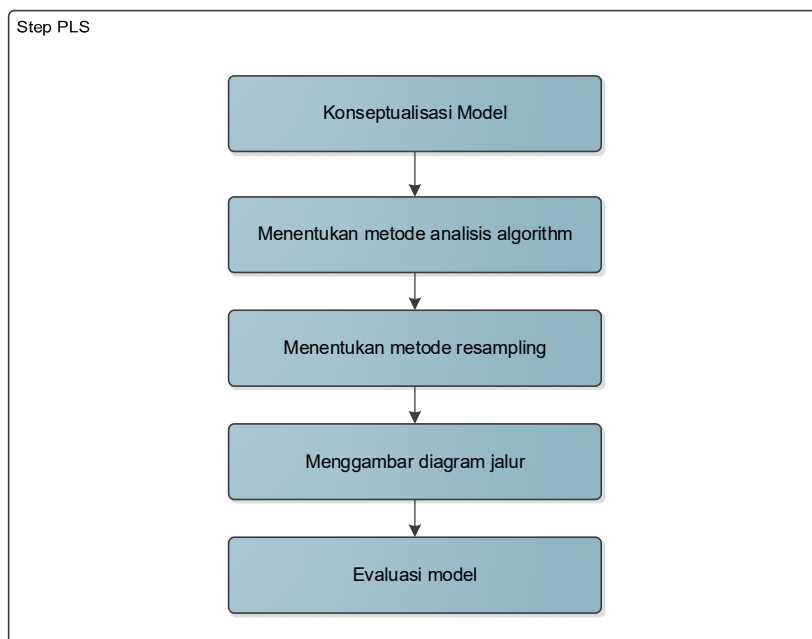 Step PLS
Konseptualisasi Model
Menentukan metode analisis algorithm
Menentukan metode resampling
Menggambar diagram jalur
Evaluasi model